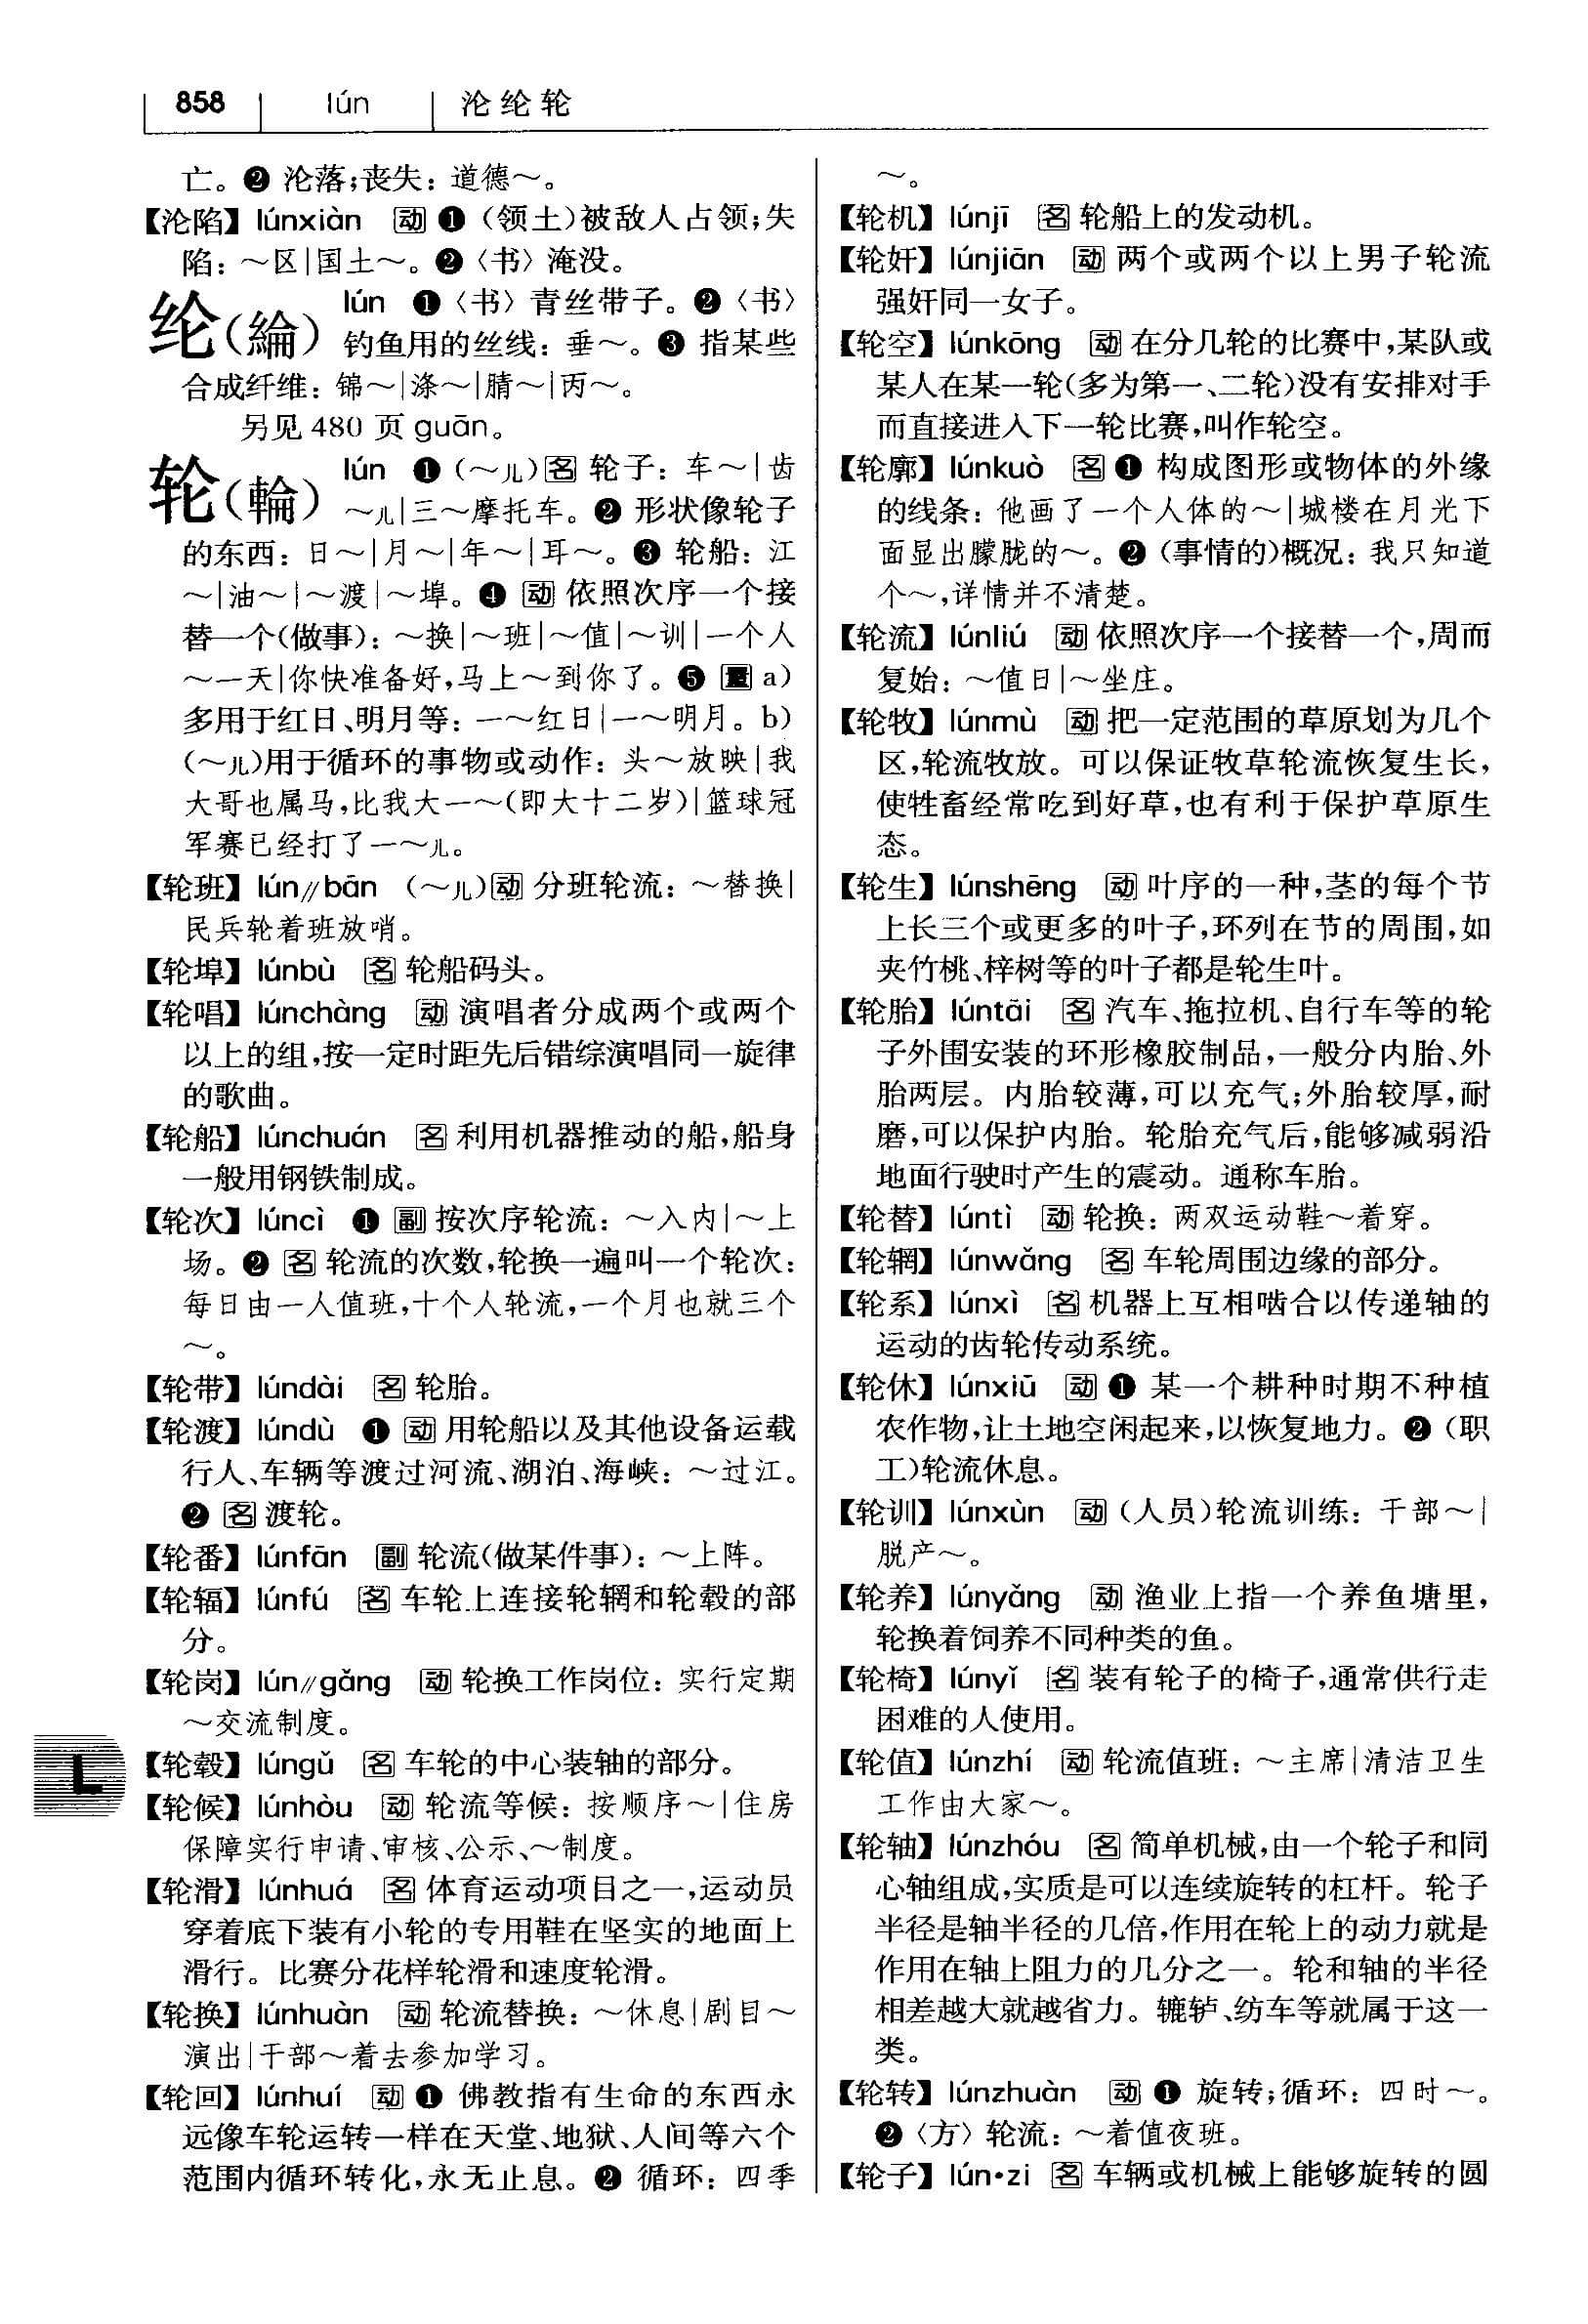 858 lún 沦纶轮
亡。❷ 沦落;丧失: 道德～。
【沦陷】 lúnxiàn 动 ❶ (领土)被敌人占领;失
陷: ～区|国土～。❷〈书〉淹没。
纶(綸) lún ❶〈书〉青丝带子。❷〈书〉
钓鱼用的丝线: 垂～。❸ 指某些
合成纤维: 锦～|涤～|腈～|丙～。
另见 480 页 guān。
轮(輪) lún ❶ (～儿)名 轮子: 车～|齿
～儿|三～摩托车。❷ 形状像轮子
的东西: 日～|月～|年～|耳～。❸ 轮船: 江
～|油～|～渡|～埠。❹ 动 依照次序一个接
替一个(做事): ～换|～班|～值|～训|一个人
～一天|你快准备好,马上～到你了。❺ 量 a)
多用于红日、明月等: 一～红日|一～明月。b)
(～儿)用于循环的事物或动作: 头～放映|我
大哥也属马,比我大一～(即大十二岁)|篮球冠
军赛已经打了一～儿。
【轮班】 lún∥bān (～儿)动 分班轮流: ～替换|
民兵轮着班放哨。
【轮埠】 lúnbù 名 轮船码头。
【轮唱】 lúnchàng 动 演唱者分成两个或两个
以上的组,按一定时距先后错综演唱同一旋律
的歌曲。
【轮船】 lúnchuán 名 利用机器推动的船,船身
一般用钢铁制成。
【轮次】 lúncì ❶ 副 按次序轮流: ～入内|～上
场。❷ 名 轮流的次数,轮换一遍叫一个轮次:
每日由一人值班,十个人轮流,一个月也就三个
～。
【轮带】 lúndài 名 轮胎。
【轮渡】 lúndù ❶ 动 用轮船以及其他设备运载
行人、车辆等渡过河流、湖泊、海峡: ～过江。
❷ 名 渡轮。
【轮番】 lúnfān 副 轮流(做某件事): ～上阵。
【轮辐】 lúnfú 名 车轮上连接轮辋和轮毂的部
分。
【轮岗】 lún∥gǎng 动 轮换工作岗位: 实行定期
～交流制度。
L
【轮毂】 lúngǔ 名 车轮的中心装轴的部分。
【轮候】 lúnhòu 动 轮流等候: 按顺序～|住房
保障实行申请、审核、公示、～制度。
【轮滑】 lúnhuá 名 体育运动项目之一,运动员
穿着底下装有小轮的专用鞋在坚实的地面上
滑行。比赛分花样轮滑和速度轮滑。
【轮换】 lúnhuàn 动 轮流替换: ～休息|剧目～
演出|干部～着去参加学习。
【轮回】 lúnhuí 动 ❶ 佛教指有生命的东西永
远像车轮运转一样在天堂、地狱、人间等六个
范围内循环转化,永无止息。❷ 循环: 四季
～。
【轮机】 lúnjī 名 轮船上的发动机。
【轮奸】 lúnjiān 动 两个或两个以上男子轮流
强奸同一女子。
【轮空】 lúnkōng 动 在分几轮的比赛中,某队或
某人在某一轮(多为第一、二轮)没有安排对手
而直接进入下一轮比赛,叫作轮空。
【轮廓】 lúnkuò 名 ❶ 构成图形或物体的外缘
的线条: 他画了一个人体的～|城楼在月光下
面显出朦胧的～。❷ (事情的)概况: 我只知道
个～,详情并不清楚。
【轮流】 lúnliú 动 依照次序一个接替一个,周而
复始: ～值日|～坐庄。
【轮牧】 lúnmù 动 把一定范围的草原划为几个
区,轮流牧放。可以保证牧草轮流恢复生长,
使牲畜经常吃到好草,也有利于保护草原生
态。
【轮生】 lúnshēng 动 叶序的一种,茎的每个节
上长三个或更多的叶子,环列在节的周围,如
夹竹桃、梓树等的叶子都是轮生叶。
【轮胎】 lúntāi 名 汽车、拖拉机、自行车等的轮
子外围安装的环形橡胶制品,一般分内胎、外
胎两层。内胎较薄,可以充气;外胎较厚,耐
磨,可以保护内胎。轮胎充气后,能够减弱沿
地面行驶时产生的震动。通称车胎。
【轮替】 lúntì 动 轮换: 两双运动鞋～着穿。
【轮辋】 lúnwǎng 名 车轮周围边缘的部分。
【轮系】 lúnxì 名 机器上互相啮合以传递轴的
运动的齿轮传动系统。
【轮休】 lúnxiū 动 ❶ 某一个耕种时期不种植
农作物,让土地空闲起来,以恢复地力。❷ (职
工)轮流休息。
【轮训】 lúnxùn 动 (人员)轮流训练: 干部～|
脱产～。
【轮养】 lúnyǎng 动 渔业上指一个养鱼塘里,
轮换着饲养不同种类的鱼。
【轮椅】 lúnyǐ 名 装有轮子的椅子,通常供行走
困难的人使用。
【轮值】 lúnzhí 动 轮流值班: ～主席|清洁卫生
工作由大家～。
【轮轴】 lúnzhóu 名 简单机械,由一个轮子和同
心轴组成,实质是可以连续旋转的杠杆。轮子
半径是轴半径的几倍,作用在轮上的动力就是
作用在轴上阻力的几分之一。轮和轴的半径
相差越大就越省力。辘轳、纺车等就属于这一
类。
【轮转】 lúnzhuàn 动 ❶ 旋转;循环: 四时～。
❷〈方〉轮流: ～着值夜班。
【轮子】 lún·zi 名 车辆或机械上能够旋转的圆